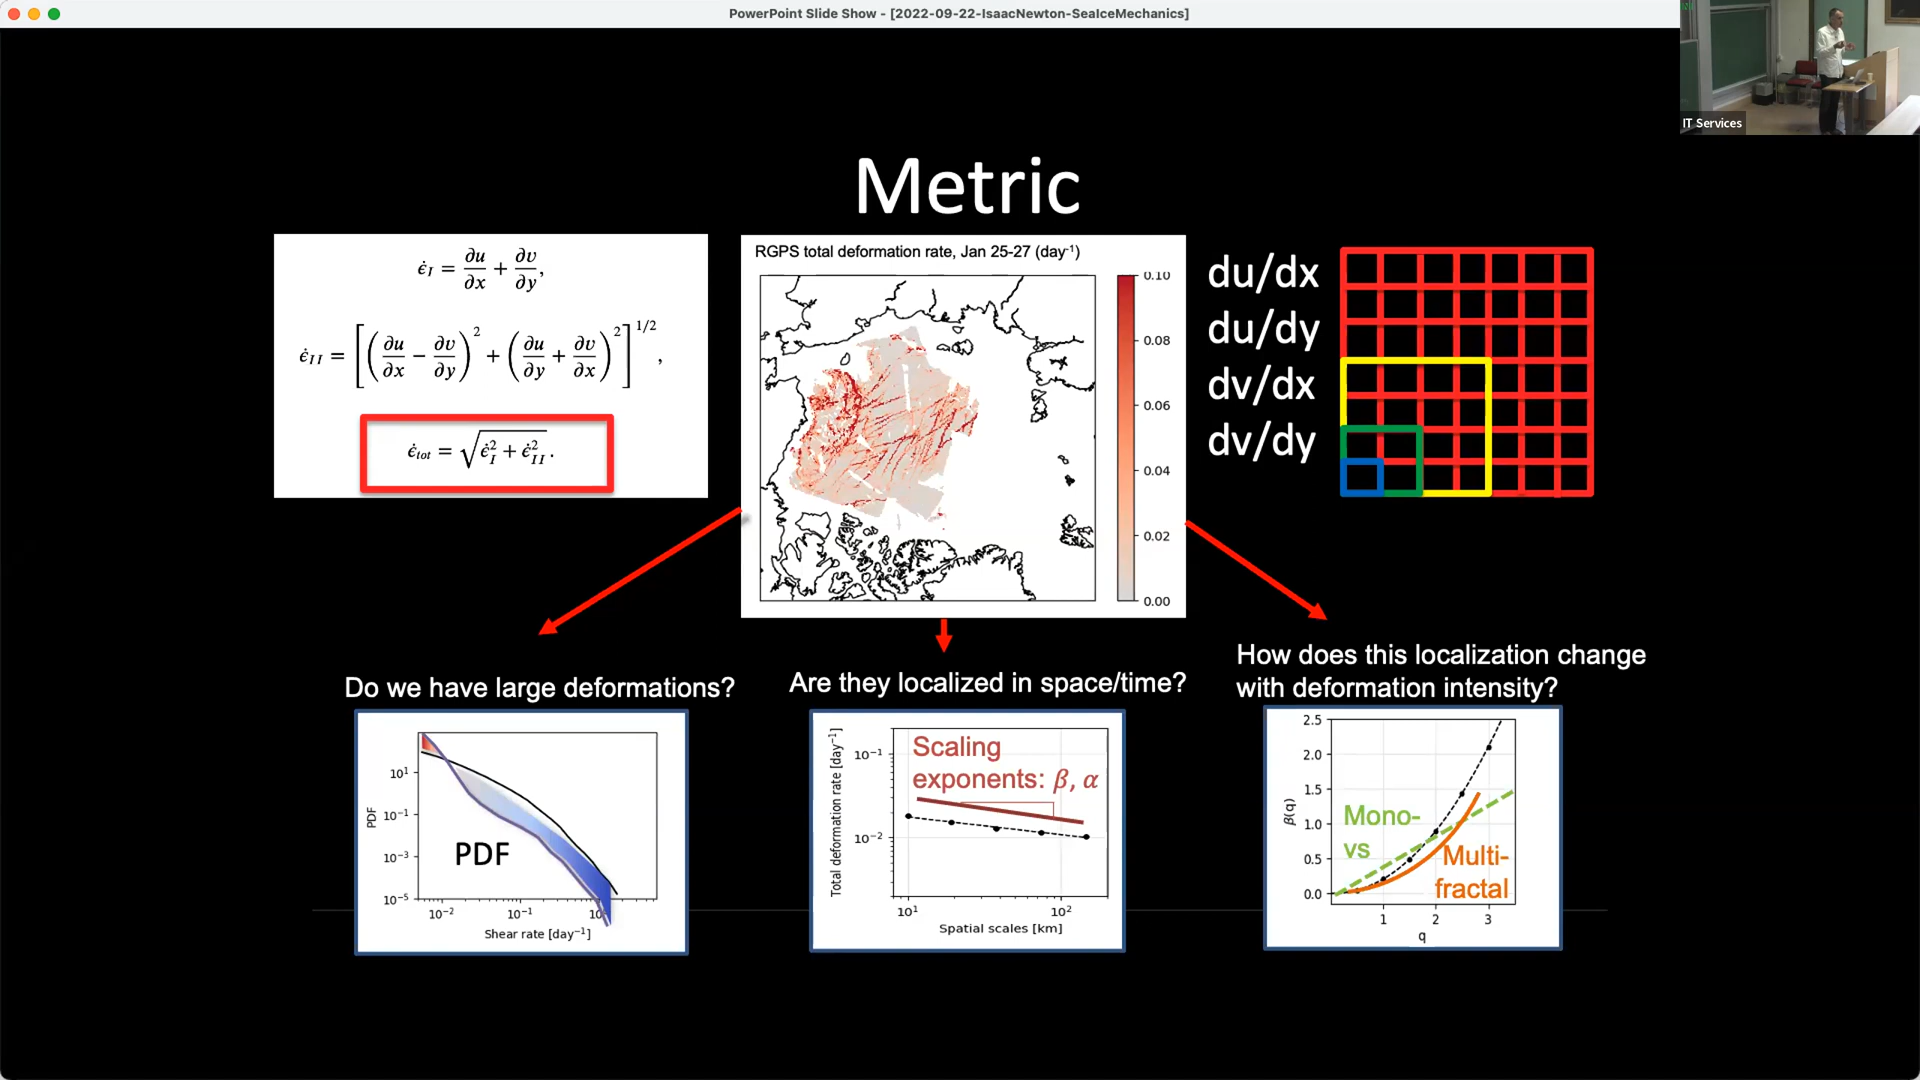 PowerPoint Slide Show - [2022-09-22-IsaacNewton-SeaIceMechanics]
IT Services
Metric
ϵ̇_I = ∂u/∂x + ∂v/∂y,
ϵ̇_II = [(∂u/∂x − ∂v/∂y)² + (∂u/∂y + ∂v/∂x)²]^1/2 ,
ϵ̇_tot = √(ϵ̇_I² + ϵ̇_II²).
RGPS total deformation rate, Jan 25-27 (day⁻¹)
0.10
0.08
0.06
0.04
0.02
0.00
du/dx
du/dy
dv/dx
dv/dy
Do we have large deformations?
Are they localized in space/time?
How does this localization change
with deformation intensity?
PDF
10¹
10⁻¹
10⁻³
10⁻⁵
PDF
10⁻²
10⁻¹
Shear rate [day⁻¹]
Total deformation rate [day⁻¹]
10⁻¹
10⁻²
Scaling
exponents: β, α
10¹
10²
Spatial scales [km]
β(q)
2.5
2.0
1.5
1.0
0.5
0.0
Mono-
vs
Multi-
fractal
1
2
3
q